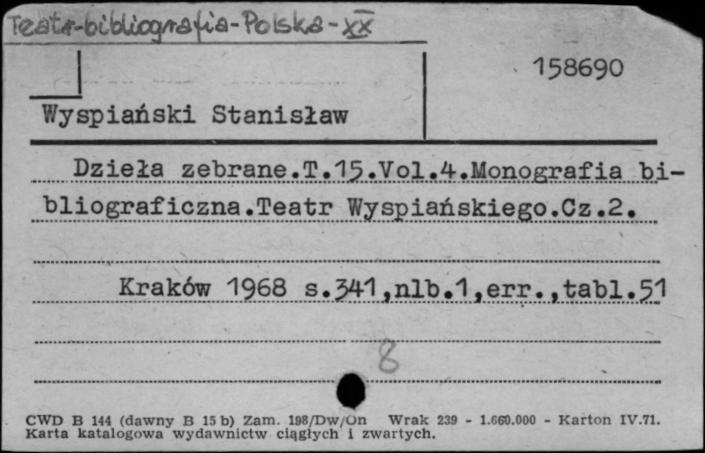 Teatr-bibliografia-Polska-XX
158690
Wyspiański Stanisław
Dzieła zebrane.T.15.Vol.4.Monografia bi-
bliograficzna.Teatr Wyspiańskiego.Cz.2.
Kraków 1968 s.341,nlb.1,err.,tabl.51
8
CWD B 144 (dawny B 15 b) Zam. 198/Dw/On Wrak 239 - 1.660.000 - Karton IV.71.
Karta katalogowa wydawnictw ciągłych i zwartych.